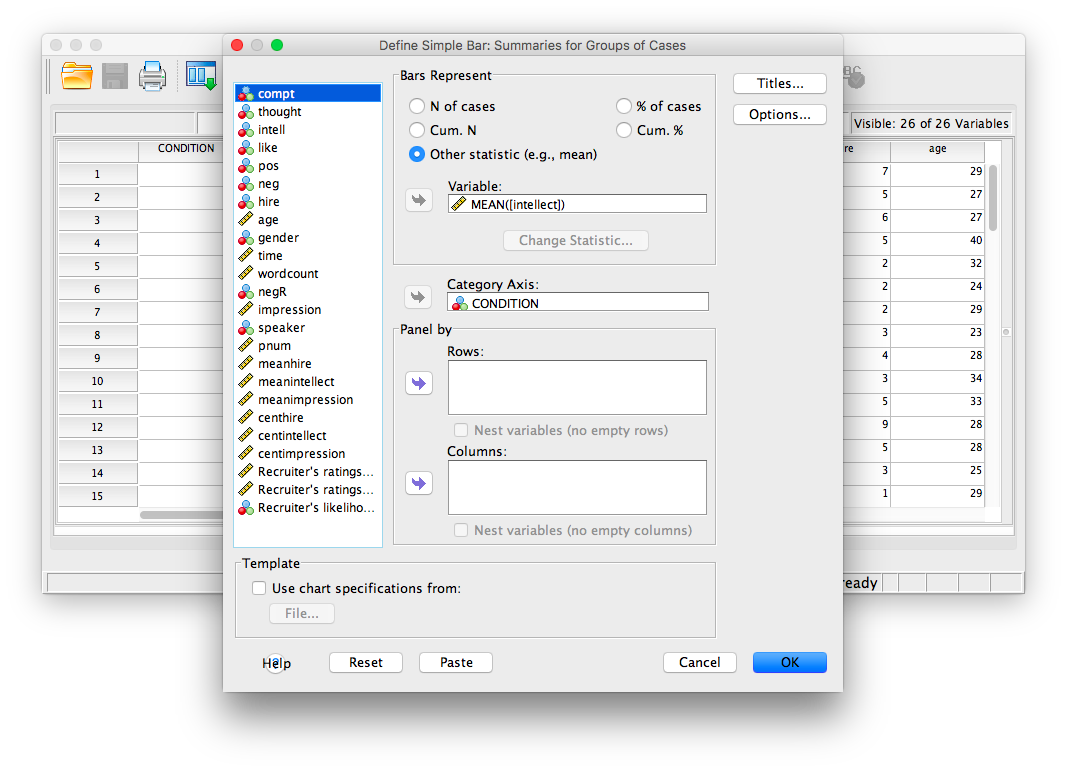 Define Simple Bar: Summaries for Groups of Cases
Visible: 26 of 26 Variables
CONDITION
age
1
2
3
4
5
6
7
8
9
10
11
12
13
14
15
7 29
5 27
6 27
5 40
2 32
2 24
2 29
3 23
4 28
3 34
5 33
9 28
5 28
3 25
1 29
compt
thought
intell
like
pos
neg
hire
age
gender
time
wordcount
negR
impression
speaker
pnum
meanhire
meanintellect
meanimpression
centhire
centintellect
centimpression
Recruiter's ratings...
Recruiter's ratings...
Recruiter's likeliho...
Bars Represent
N of cases
% of cases
Cum. N
Cum. %
Other statistic (e.g., mean)
Variable:
MEAN([intellect])
Change Statistic...
Category Axis:
CONDITION
Panel by
Rows:
Nest variables (no empty rows)
Columns:
Nest variables (no empty columns)
Titles...
Options...
Template
Use chart specifications from:
File...
Help
Reset
Paste
Cancel
OK